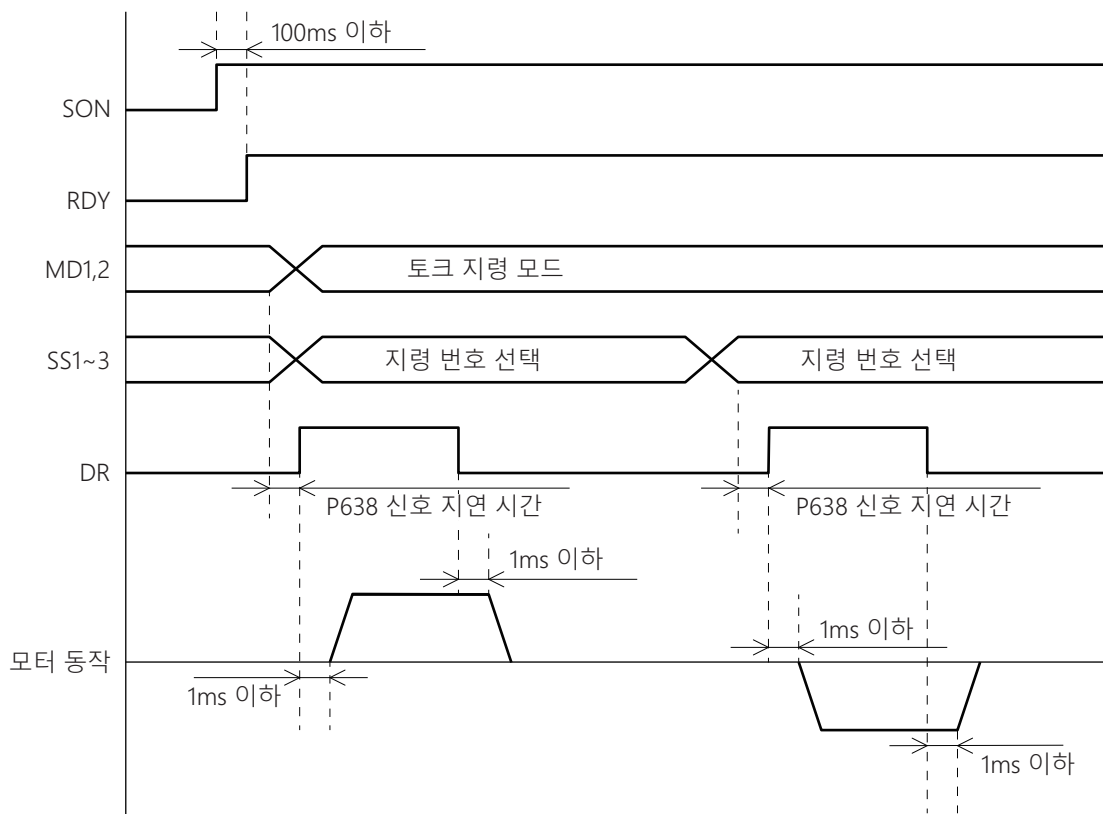 100ms 이하
SON
RDY
MD1,2
토크 지령 모드
SS1~3
지령 번호 선택
지령 번호 선택
DR
P638 신호 지연 시간
P638 신호 지연 시간
1ms 이하
1ms 이하
모터 동작
1ms 이하
1ms 이하